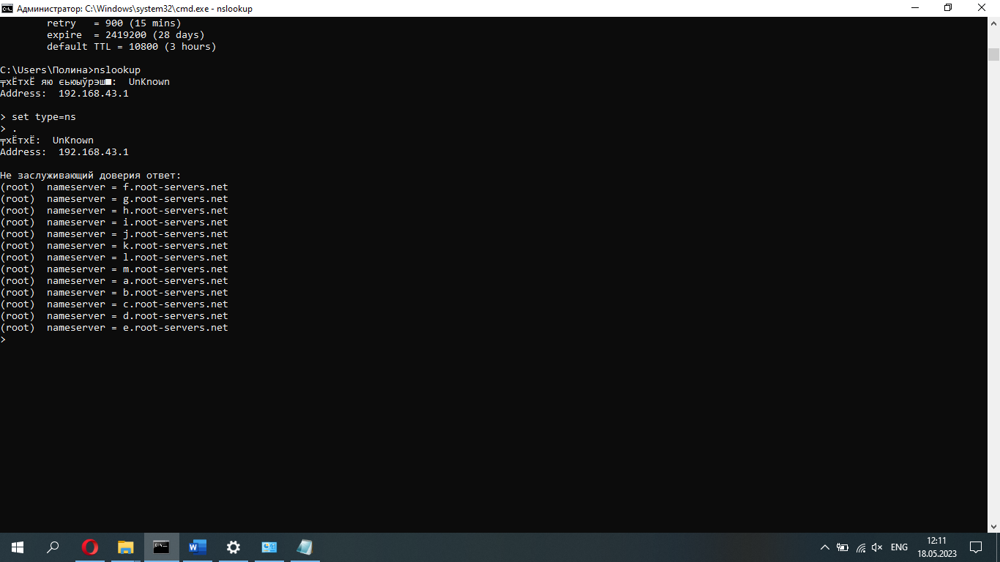 Администратор: C:\Windows\system32\cmd.exe - nslookup
retry = 900 (15 mins)
expire = 2419200 (28 days)
default TTL = 10800 (3 hours)
C:\Users\Полина>nslookup
╤хЁтхЁ яю єьюыўрэш■: UnKnown
Address: 192.168.43.1
> set type=ns
> .
╤хЁтхЁ: UnKnown
Address: 192.168.43.1
Не заслуживающий доверия ответ:
(root) nameserver = f.root-servers.net
(root) nameserver = g.root-servers.net
(root) nameserver = h.root-servers.net
(root) nameserver = i.root-servers.net
(root) nameserver = j.root-servers.net
(root) nameserver = k.root-servers.net
(root) nameserver = l.root-servers.net
(root) nameserver = m.root-servers.net
(root) nameserver = a.root-servers.net
(root) nameserver = b.root-servers.net
(root) nameserver = c.root-servers.net
(root) nameserver = d.root-servers.net
(root) nameserver = e.root-servers.net
>
ENG
12:11
18.05.2023